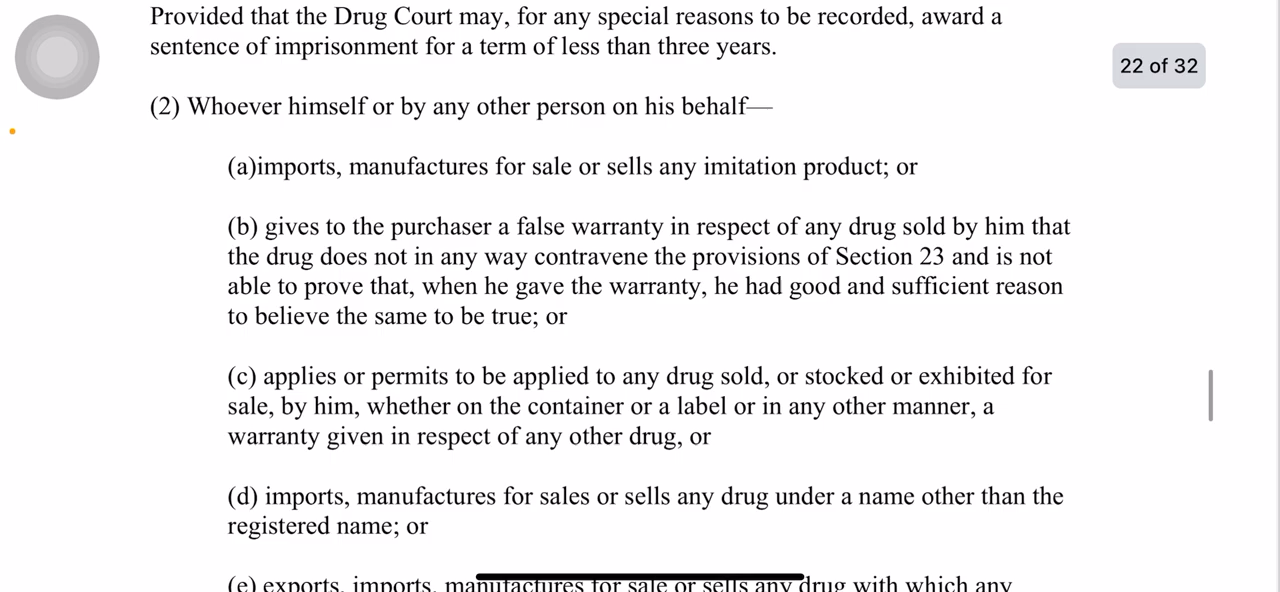 Provided that the Drug Court may, for any special reasons to be recorded, award a
sentence of imprisonment for a term of less than three years.
22 of 32
(2) Whoever himself or by any other person on his behalf—
(a)imports, manufactures for sale or sells any imitation product; or
(b) gives to the purchaser a false warranty in respect of any drug sold by him that
the drug does not in any way contravene the provisions of Section 23 and is not
able to prove that, when he gave the warranty, he had good and sufficient reason
to believe the same to be true; or
(c) applies or permits to be applied to any drug sold, or stocked or exhibited for
sale, by him, whether on the container or a label or in any other manner, a
warranty given in respect of any other drug, or
(d) imports, manufactures for sales or sells any drug under a name other than the
registered name; or
(e) exports, imports, manufactures for sale or sells any drug with which any